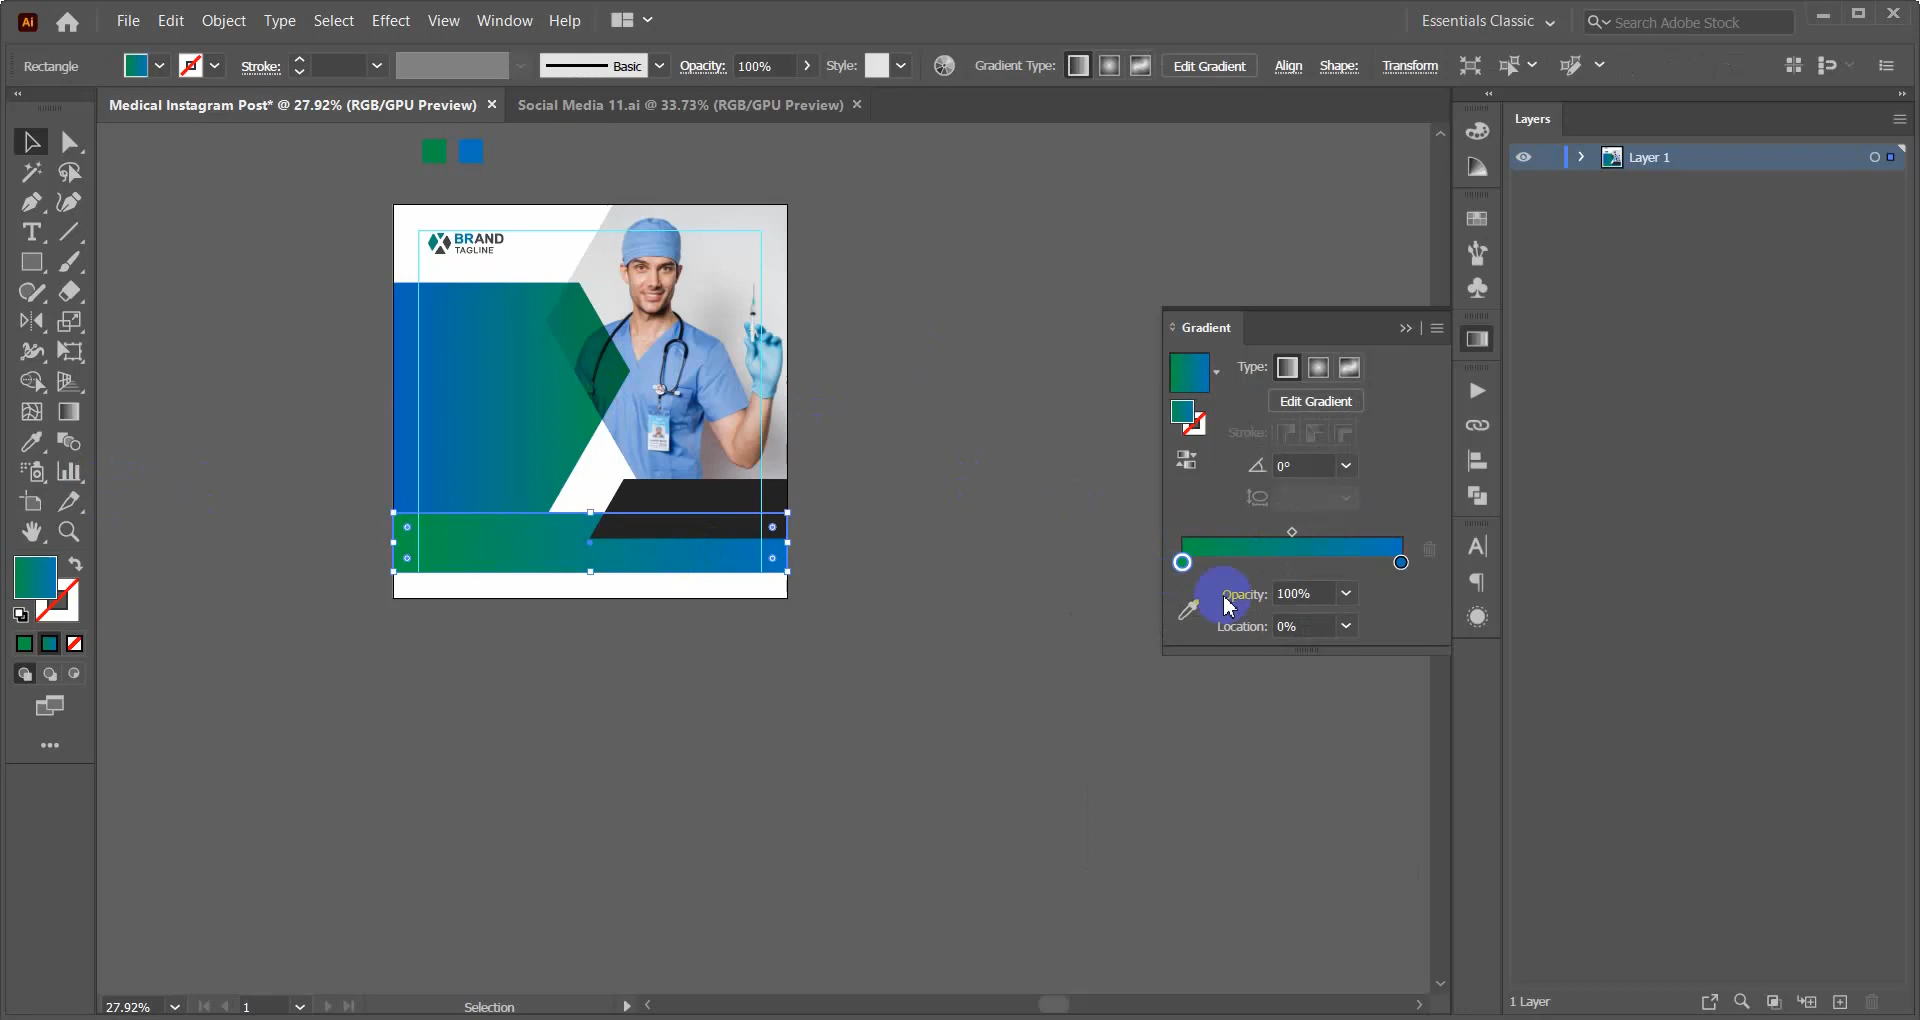 Ai File Edit Object Type Select Effect View Window Help Essentials Classic Search Adobe Stock
Rectangle Stroke: Basic Opacity: 100% Style: Gradient Type: Edit Gradient Align Shape: Transform
Medical Instagram Post* @ 27.92% (RGB/GPU Preview) × Social Media 11.ai @ 33.73% (RGB/GPU Preview) ×
Layers
Layer 1
BRAND
TAGLINE
Gradient
Type:
Edit Gradient
Stroke:
0°
Opacity: 100%
Location: 0%
27.92% 1 Selection
1 Layer